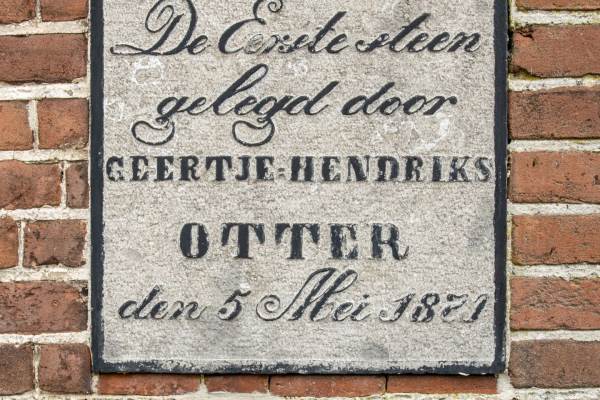 De Eerste steen
gelegd door
GEERTJE=HENDRIKS
OTTER
den 5 Mei 1871